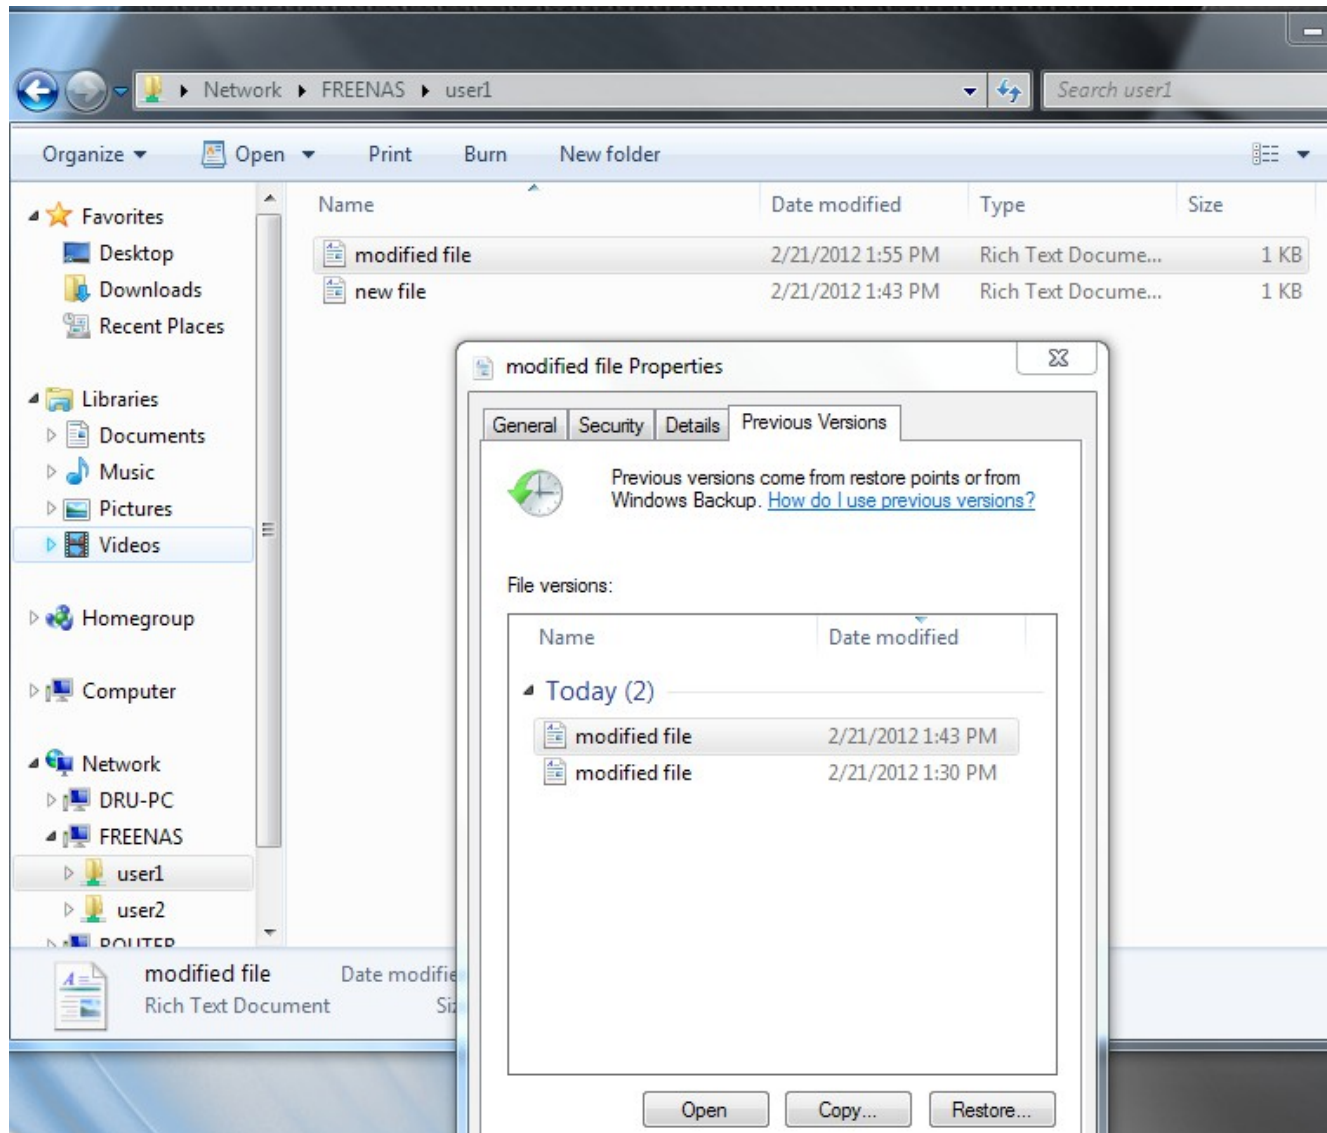 Network FREENAS user1
Search user1
Organize Open Print Burn New folder
Name Date modified Type Size
modified file 2/21/2012 1:55 PM Rich Text Docume... 1 KB
new file 2/21/2012 1:43 PM Rich Text Docume... 1 KB
Favorites
Desktop
Downloads
Recent Places
Libraries
Documents
Music
Pictures
Videos
Homegroup
Computer
Network
DRU-PC
FREENAS
user1
user2
ROUTER
modified file Properties
General Security Details Previous Versions
Previous versions come from restore points or from
Windows Backup. How do I use previous versions?
File versions:
Name Date modified
Today (2)
modified file 2/21/2012 1:43 PM
modified file 2/21/2012 1:30 PM
Open Copy... Restore...
modified file Date modifie
Rich Text Document Siz